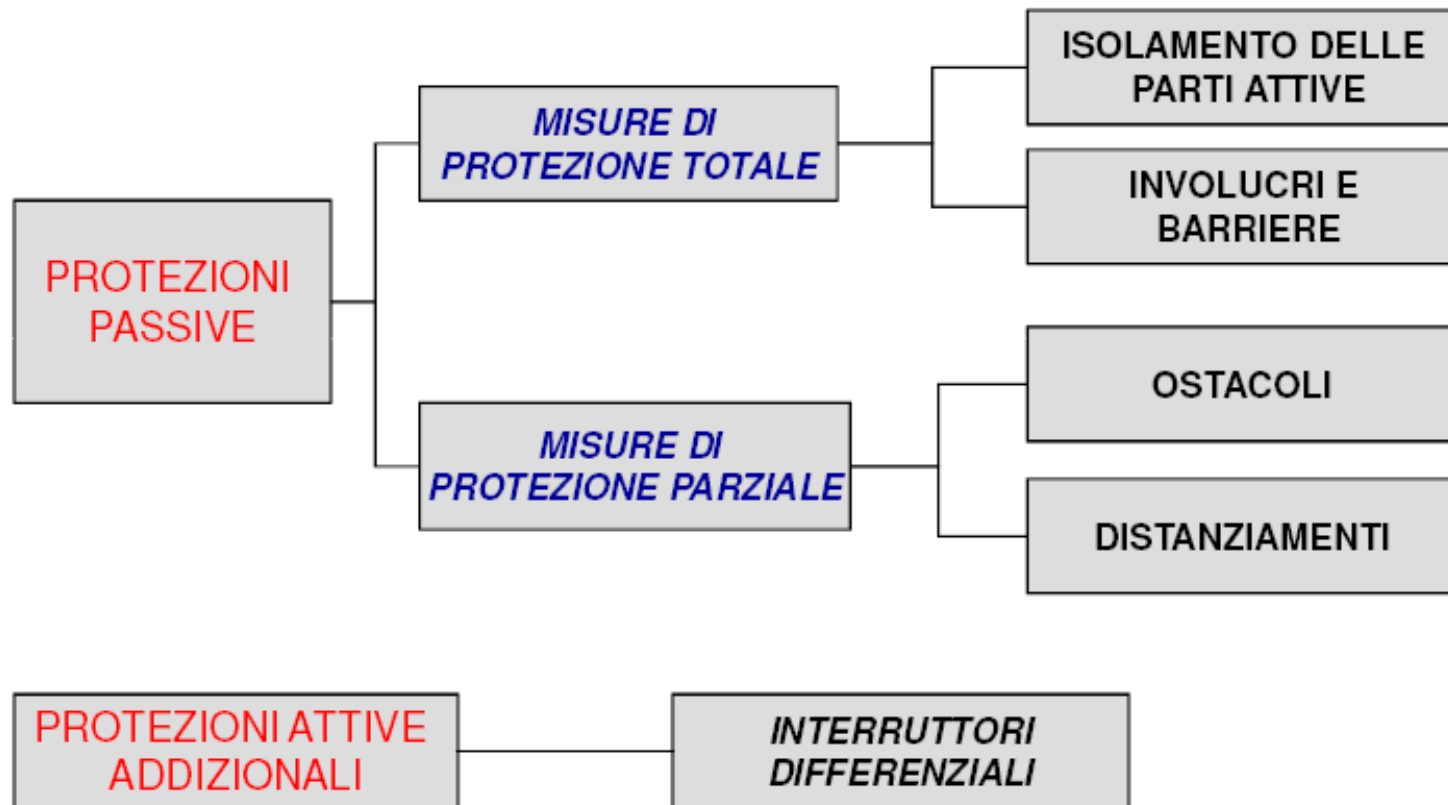 PROTEZIONI
PASSIVE
MISURE DI
PROTEZIONE TOTALE
ISOLAMENTO DELLE
PARTI ATTIVE
INVOLUCRI E
BARRIERE
MISURE DI
PROTEZIONE PARZIALE
OSTACOLI
DISTANZIAMENTI
PROTEZIONI ATTIVE
ADDIZIONALI
INTERRUTTORI
DIFFERENZIALI